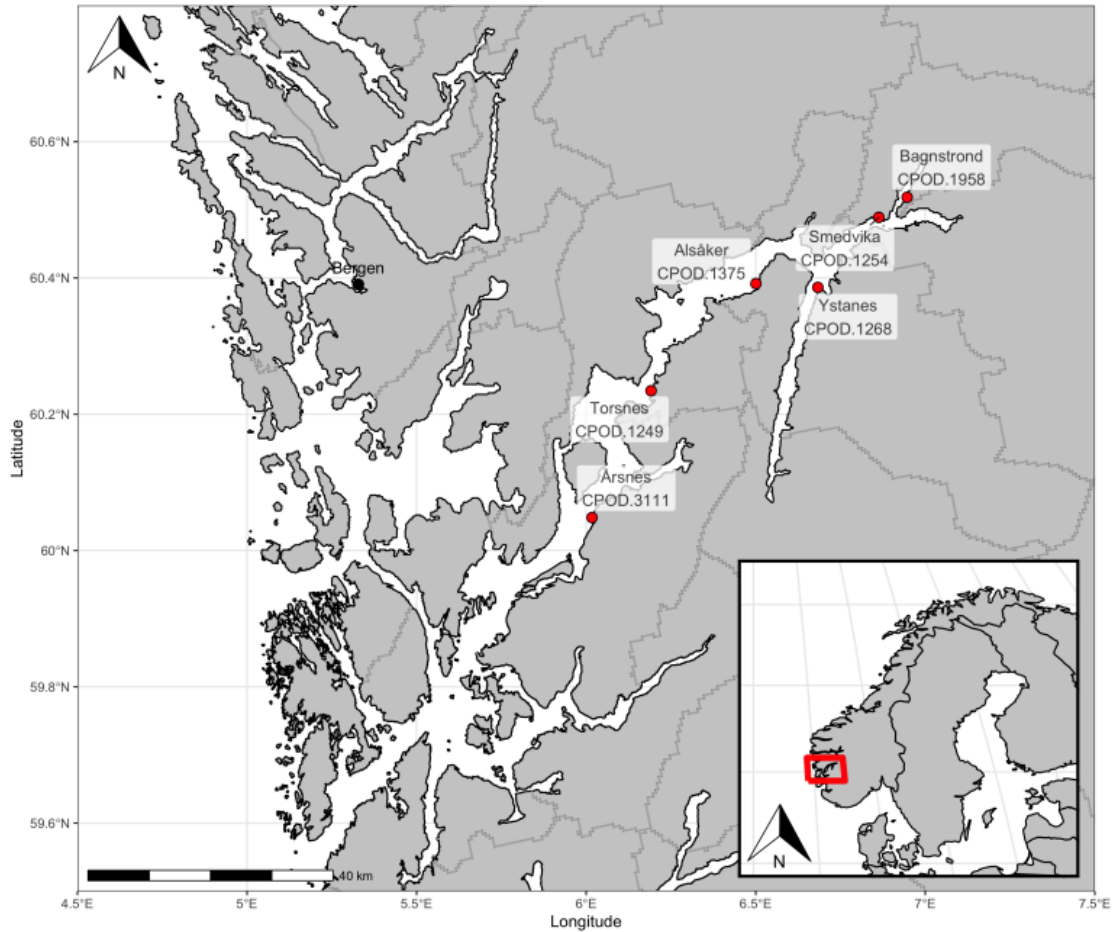 N
60.6°N
Bagnstrond
CPOD.1958
Smedvika
CPOD.1254
Alsåker
CPOD.1375
60.4°N
Bergen
Ystanes
CPOD.1268
60.2°N
Torsnes
CPOD.1249
Årsnes
CPOD.3111
60°N
59.8°N
59.6°N
Latitude
N
40 km
4.5°E
5°E
5.5°E
6°E
6.5°E
7°E
7.5°E
Longitude